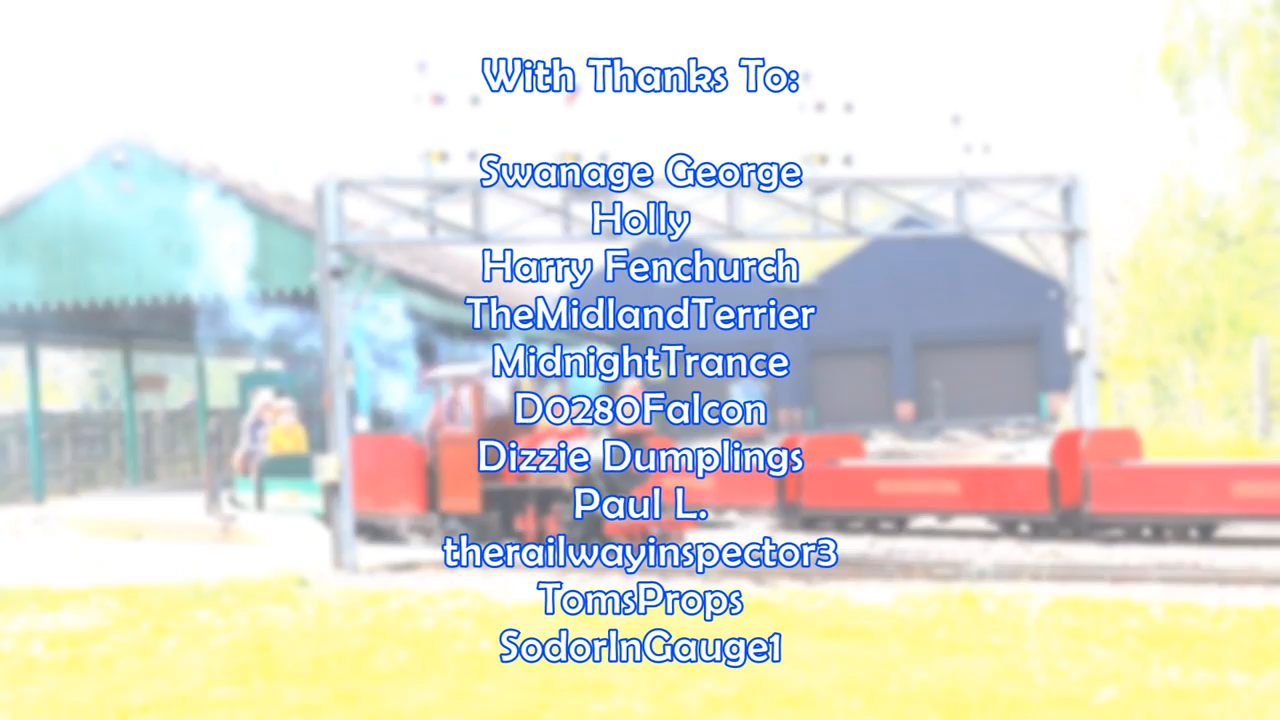 With Thanks To:
Swanage George
Holly
Harry Fenchurch
TheMidlandTerrier
MidnightTrance
D0280Falcon
Dizzie Dumplings
Paul L.
therailwayinspector3
TomsProps
SodorInGauge1